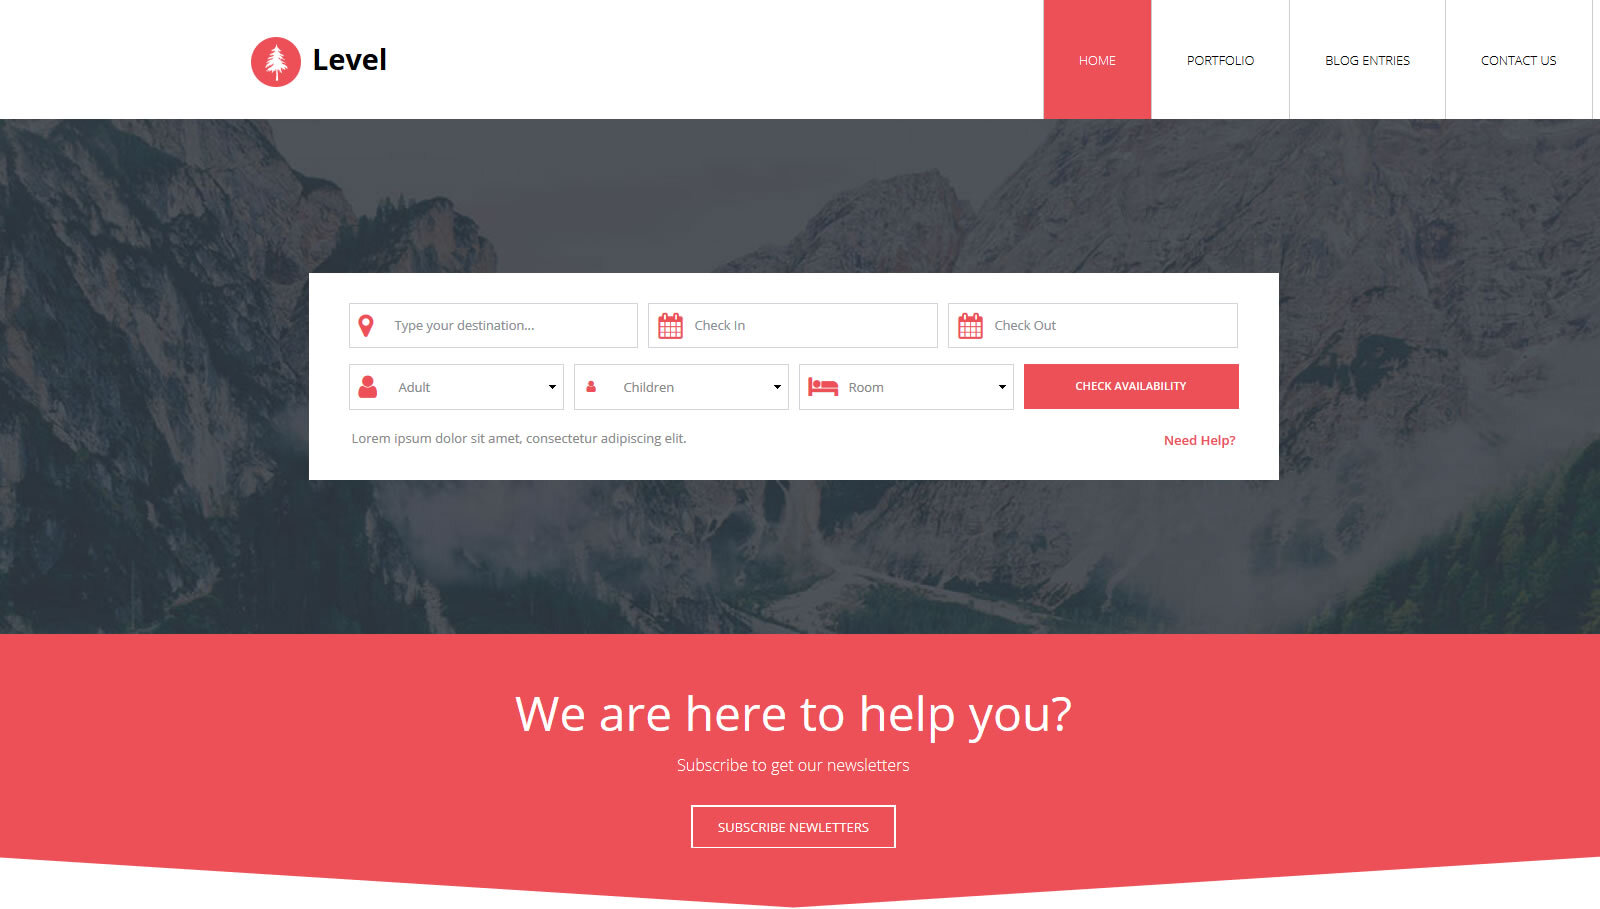 Level
HOME
PORTFOLIO
BLOG ENTRIES
CONTACT US
Type your destination...
Check In
Check Out
Adult
Children
Room
CHECK AVAILABILITY
Lorem ipsum dolor sit amet, consectetur adipiscing elit.
Need Help?
We are here to help you?
Subscribe to get our newsletters
SUBSCRIBE NEWLETTERS